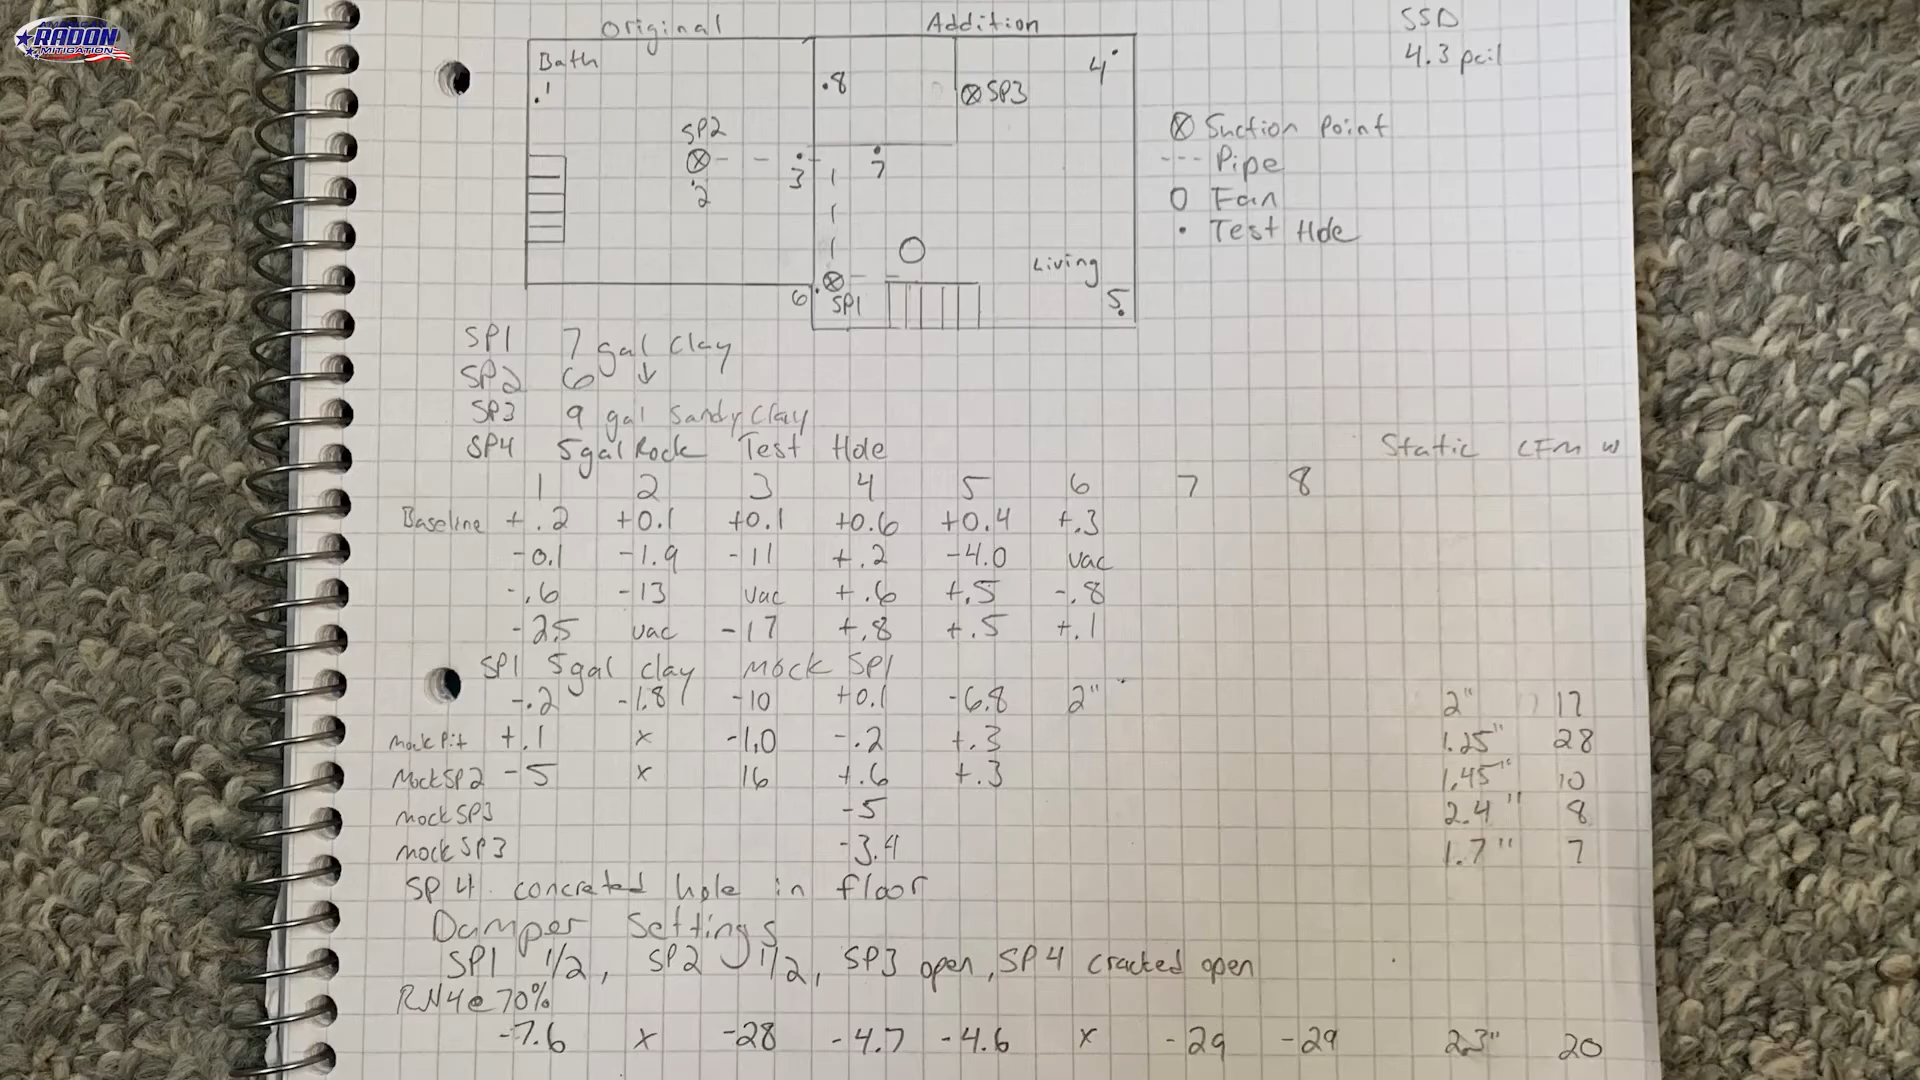 AMERICAN
RADON
MITIGATION
Original Addition SSD
4.3 pcil
Bath
.1
.8
SP3
4
SP2
3
7
2
Living
6
SP1
5
Suction Point
--- Pipe
O Fan
• Test Hole
SP1 7 gal Clay
SP2 6 ↓
SP3 9 gal Sandy Clay
SP4 5gal Rock Test Hole Static CFM W
1 2 3 4 5 6 7 8
Baseline +.2 +0.1 +0.1 +0.6 +0.4 +.3
-0.1 -1.9 -11 +.2 -4.0 vac
-.6 -13 vac +.6 +.5 -.8
-25 vac -17 +.8 +.5 +.1
SP1 5gal clay Mock SP1
-.2 -1.8 -10 +0.1 -6.8 2" 2" 17
Mock Pit +.1 x -1.0 -.2 +.3 1.25" 28
Mock SP2 -5 x 16 +.6 +.3 1.45" 10
mock SP3 -5 2.4" 8
mock SP3 -3.4 1.7" 7
SP4. concreted hole in floor
Damper Settings
SP1 1/2, SP2 1/2, SP3 open, SP4 cracked open
RN4@70%
-7.6 x -28 -4.7 -4.6 x -29 -29 2.3" 20